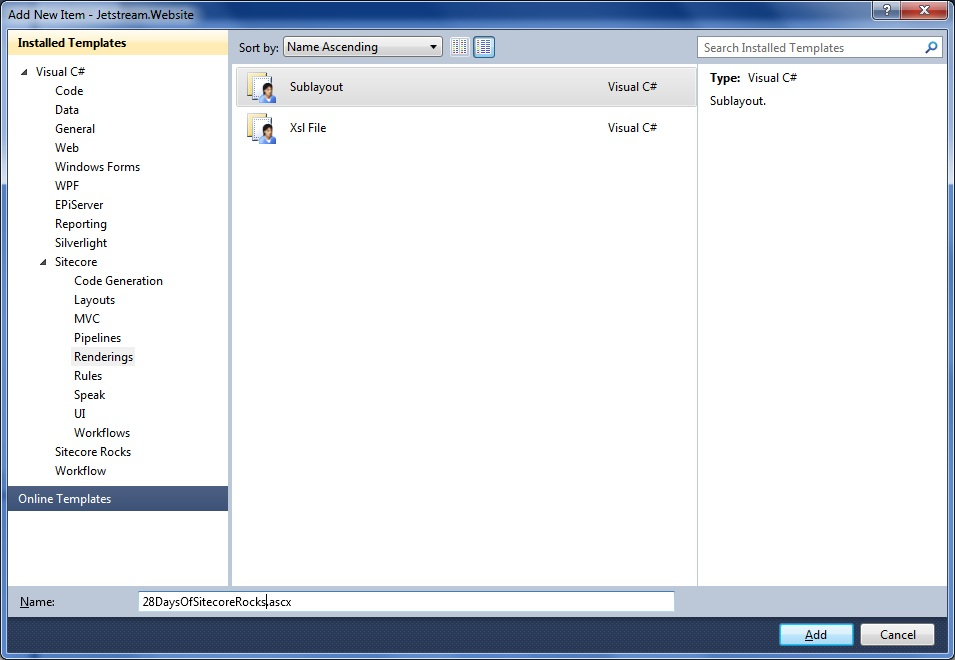 Add New Item - Jetstream.Website
?
Installed Templates
Sort by: Name Ascending
Search Installed Templates
Visual C#
Code
Data
General
Web
Windows Forms
WPF
EPiServer
Reporting
Silverlight
Sitecore
Code Generation
Layouts
MVC
Pipelines
Renderings
Rules
Speak
UI
Workflows
Sitecore Rocks
Workflow
Online Templates
Sublayout Visual C#
Xsl File Visual C#
Type: Visual C#
Sublayout.
Name: 28DaysOfSitecoreRocks.ascx
Add Cancel